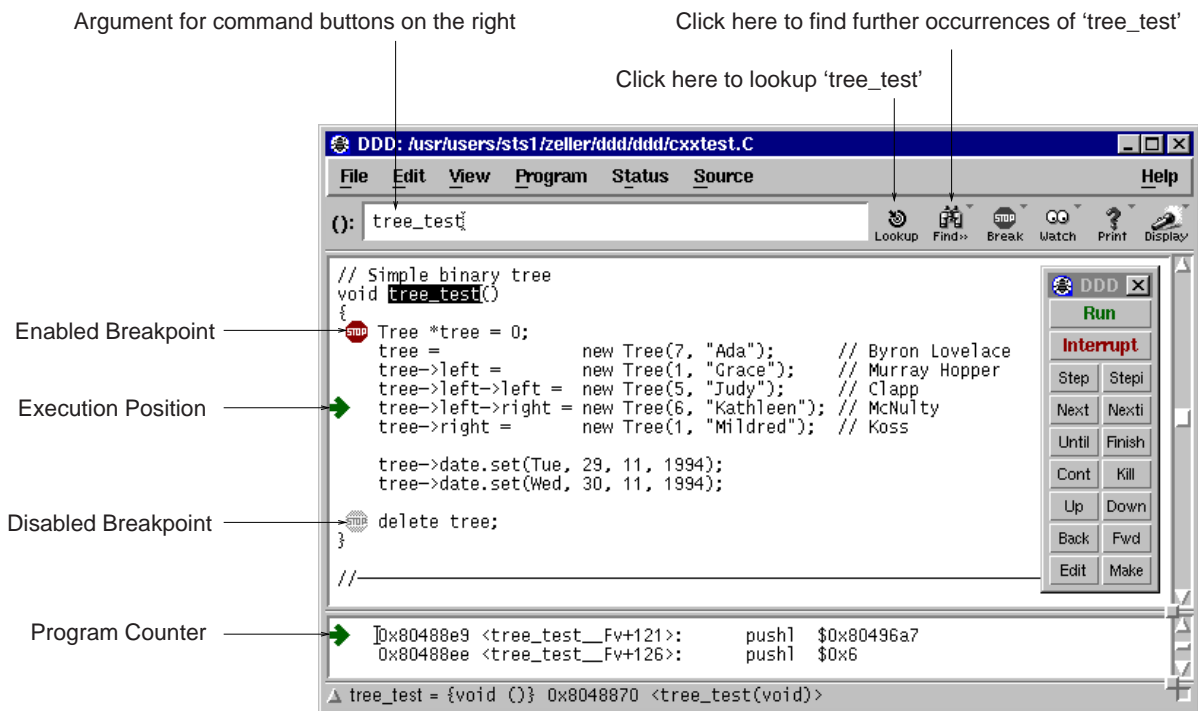 Argument for command buttons on the right
Click here to find further occurrences of ‘tree_test’
Click here to lookup ‘tree_test’
DDD: /usr/users/sts1/zeller/ddd/ddd/cxxtest.C
File Edit View Program Status Source Help
(): tree_test
Lookup Find» Break Watch Print Display
// Simple binary tree
void tree_test()
{
Enabled Breakpoint
STOP Tree *tree = 0;
tree = new Tree(7, "Ada"); // Byron Lovelace
tree->left = new Tree(1, "Grace"); // Murray Hopper
tree->left->left = new Tree(5, "Judy"); // Clapp
Execution Position
tree->left->right = new Tree(6, "Kathleen"); // McNulty
tree->right = new Tree(1, "Mildred"); // Koss
tree->date.set(Tue, 29, 11, 1994);
tree->date.set(Wed, 30, 11, 1994);
Disabled Breakpoint
STOP delete tree;
}
//
DDD
Run
Interrupt
Step Stepi
Next Nexti
Until Finish
Cont Kill
Up Down
Back Fwd
Edit Make
Program Counter
0x80488e9 <tree_test__Fv+121>: pushl $0x80496a7
0x80488ee <tree_test__Fv+126>: pushl $0x6
tree_test = {void ()} 0x8048870 <tree_test(void)>